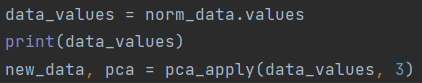 data_values = norm_data.values
print(data_values)
new_data, pca = pca_apply(data_values, 3)